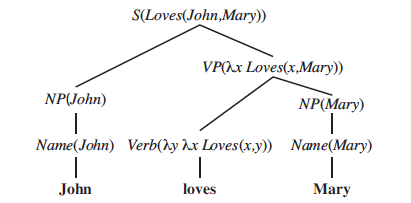 S(Loves(John,Mary))
VP(λx Loves(x,Mary))
NP(John)
NP(Mary)
Name(John) Verb(λy λx Loves(x,y)) Name(Mary)
John loves Mary